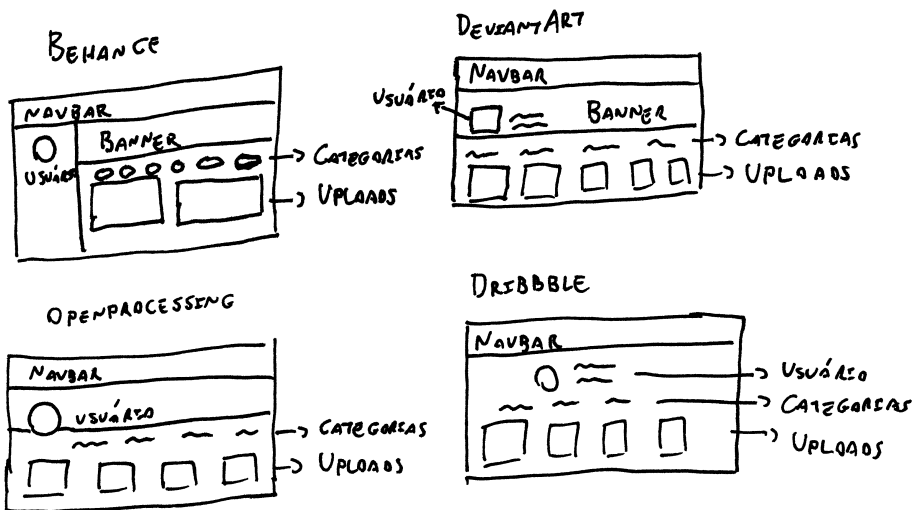 BEHANCE
NAVBAR
USUÁRIO
BANNER
CATEGORIAS
UPLOADS
DEVIANTART
NAVBAR
USUÁRIO
BANNER
CATEGORIAS
UPLOADS
OPENPROCESSING
NAVBAR
USUÁRIO
CATEGORIAS
UPLOADS
DRIBBBLE
NAVBAR
USUÁRIO
CATEGORIAS
UPLOADS